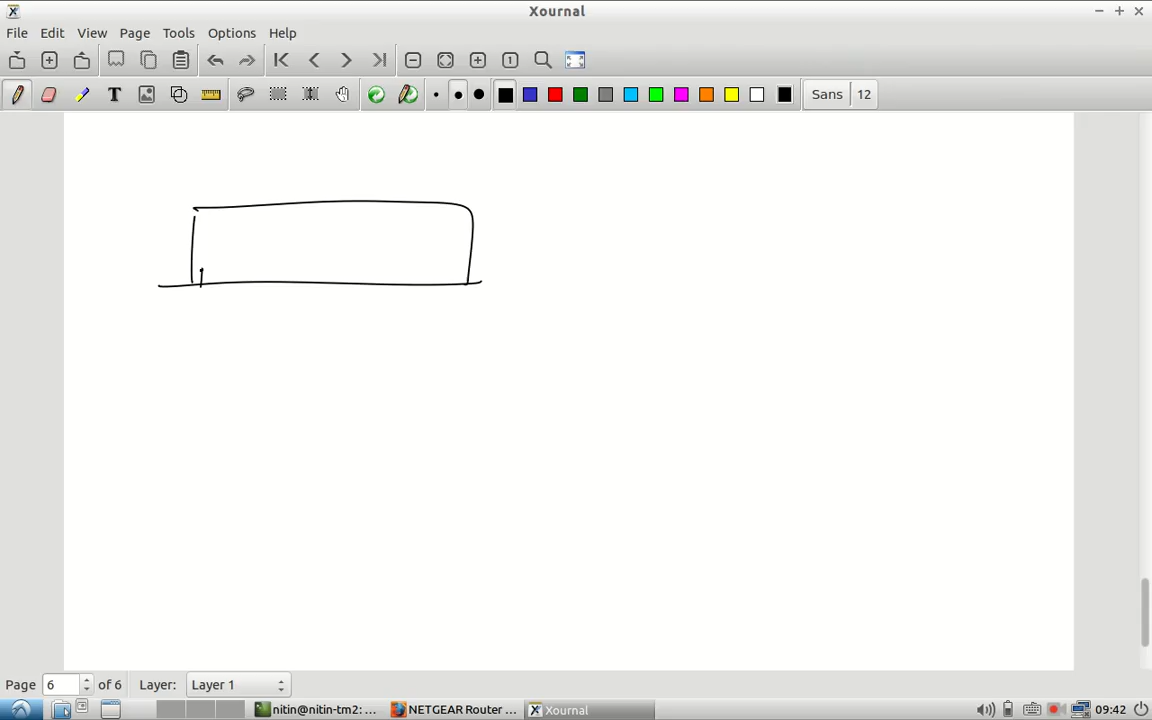 Xournal
File Edit View Page Tools Options Help
Sans 12
Page 6 of 6 Layer: Layer 1
nitin@nitin-tm2: ... NETGEAR Router ... Xournal 09:42